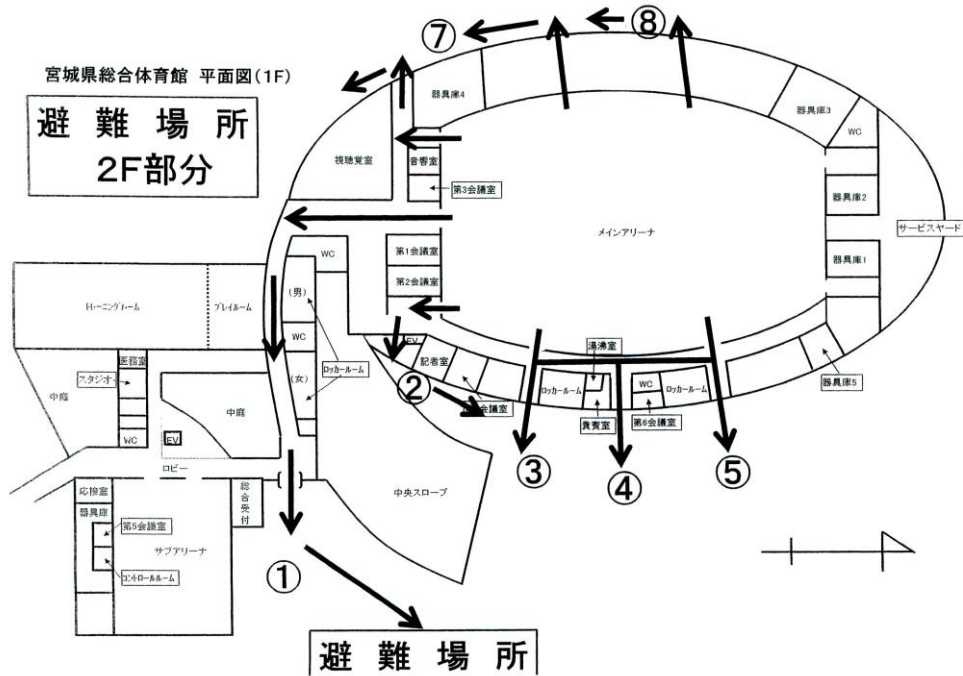 宮城県総合体育館 平面図(1F)
避難場所
2F部分
⑦
⑧
器具庫4
器具庫3
WC
視聴覚室
音響室
第3会議室
器具庫2
メインアリーナ
サービスヤード
第1会議室
第2会議室
器具庫1
WC
トレーニングルーム
プレイルーム
(男)
WC
(女)
ロッカールーム
EV
記者室
②
会議室
湯沸室
ロッカールーム
WC
ロッカールーム
貴賓室
第6会議室
器具庫5
医務室
スタジオ
中庭
中庭
WC
EV
ロビー
③
④
⑤
中央スロープ
応接室
器具庫
総合受付
第5会議室
サブアリーナ
コントロールルーム
①
避難場所